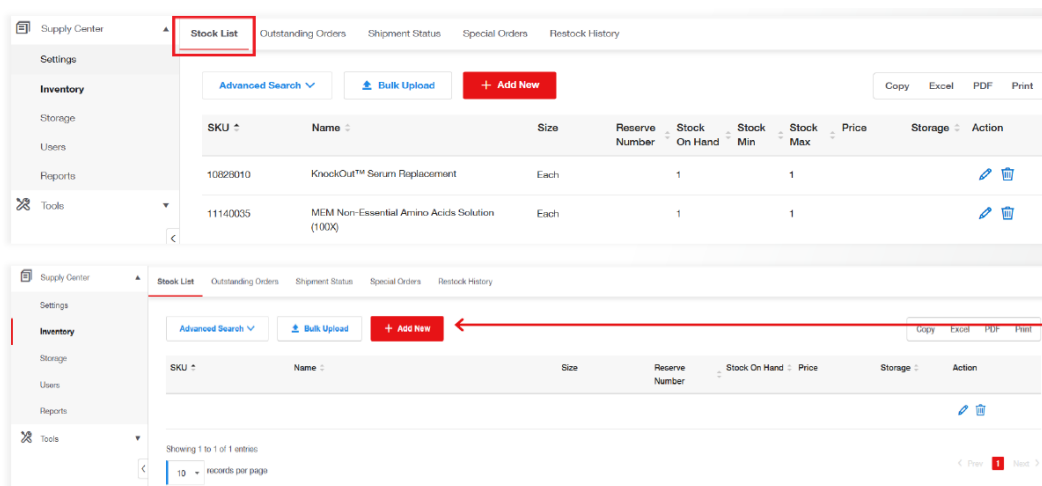 Supply Center
Stock List Outstanding Orders Shipment Status Special Orders Restock History
Settings
Inventory
Advanced Search Bulk Upload + Add New Copy Excel PDF Print
Storage
Users
Reports
Tools
SKU Name Size Reserve Number Stock On Hand Stock Min Stock Max Price Storage Action
10828010 KnockOut™ Serum Replacement Each 1 1
11140035 MEM Non-Essential Amino Acids Solution Each 1 1
(100X)
Supply Center
Stock List Outstanding Orders Shipment Status Special Orders Restock History
Settings
Inventory
Advanced Search Bulk Upload + Add New Copy Excel PDF Print
Storage
Users
Reports
Tools
SKU Name Size Reserve Number Stock On Hand Price Storage Action
Showing 1 to 1 of 1 entries
10 records per page
< Prev 1 Next >